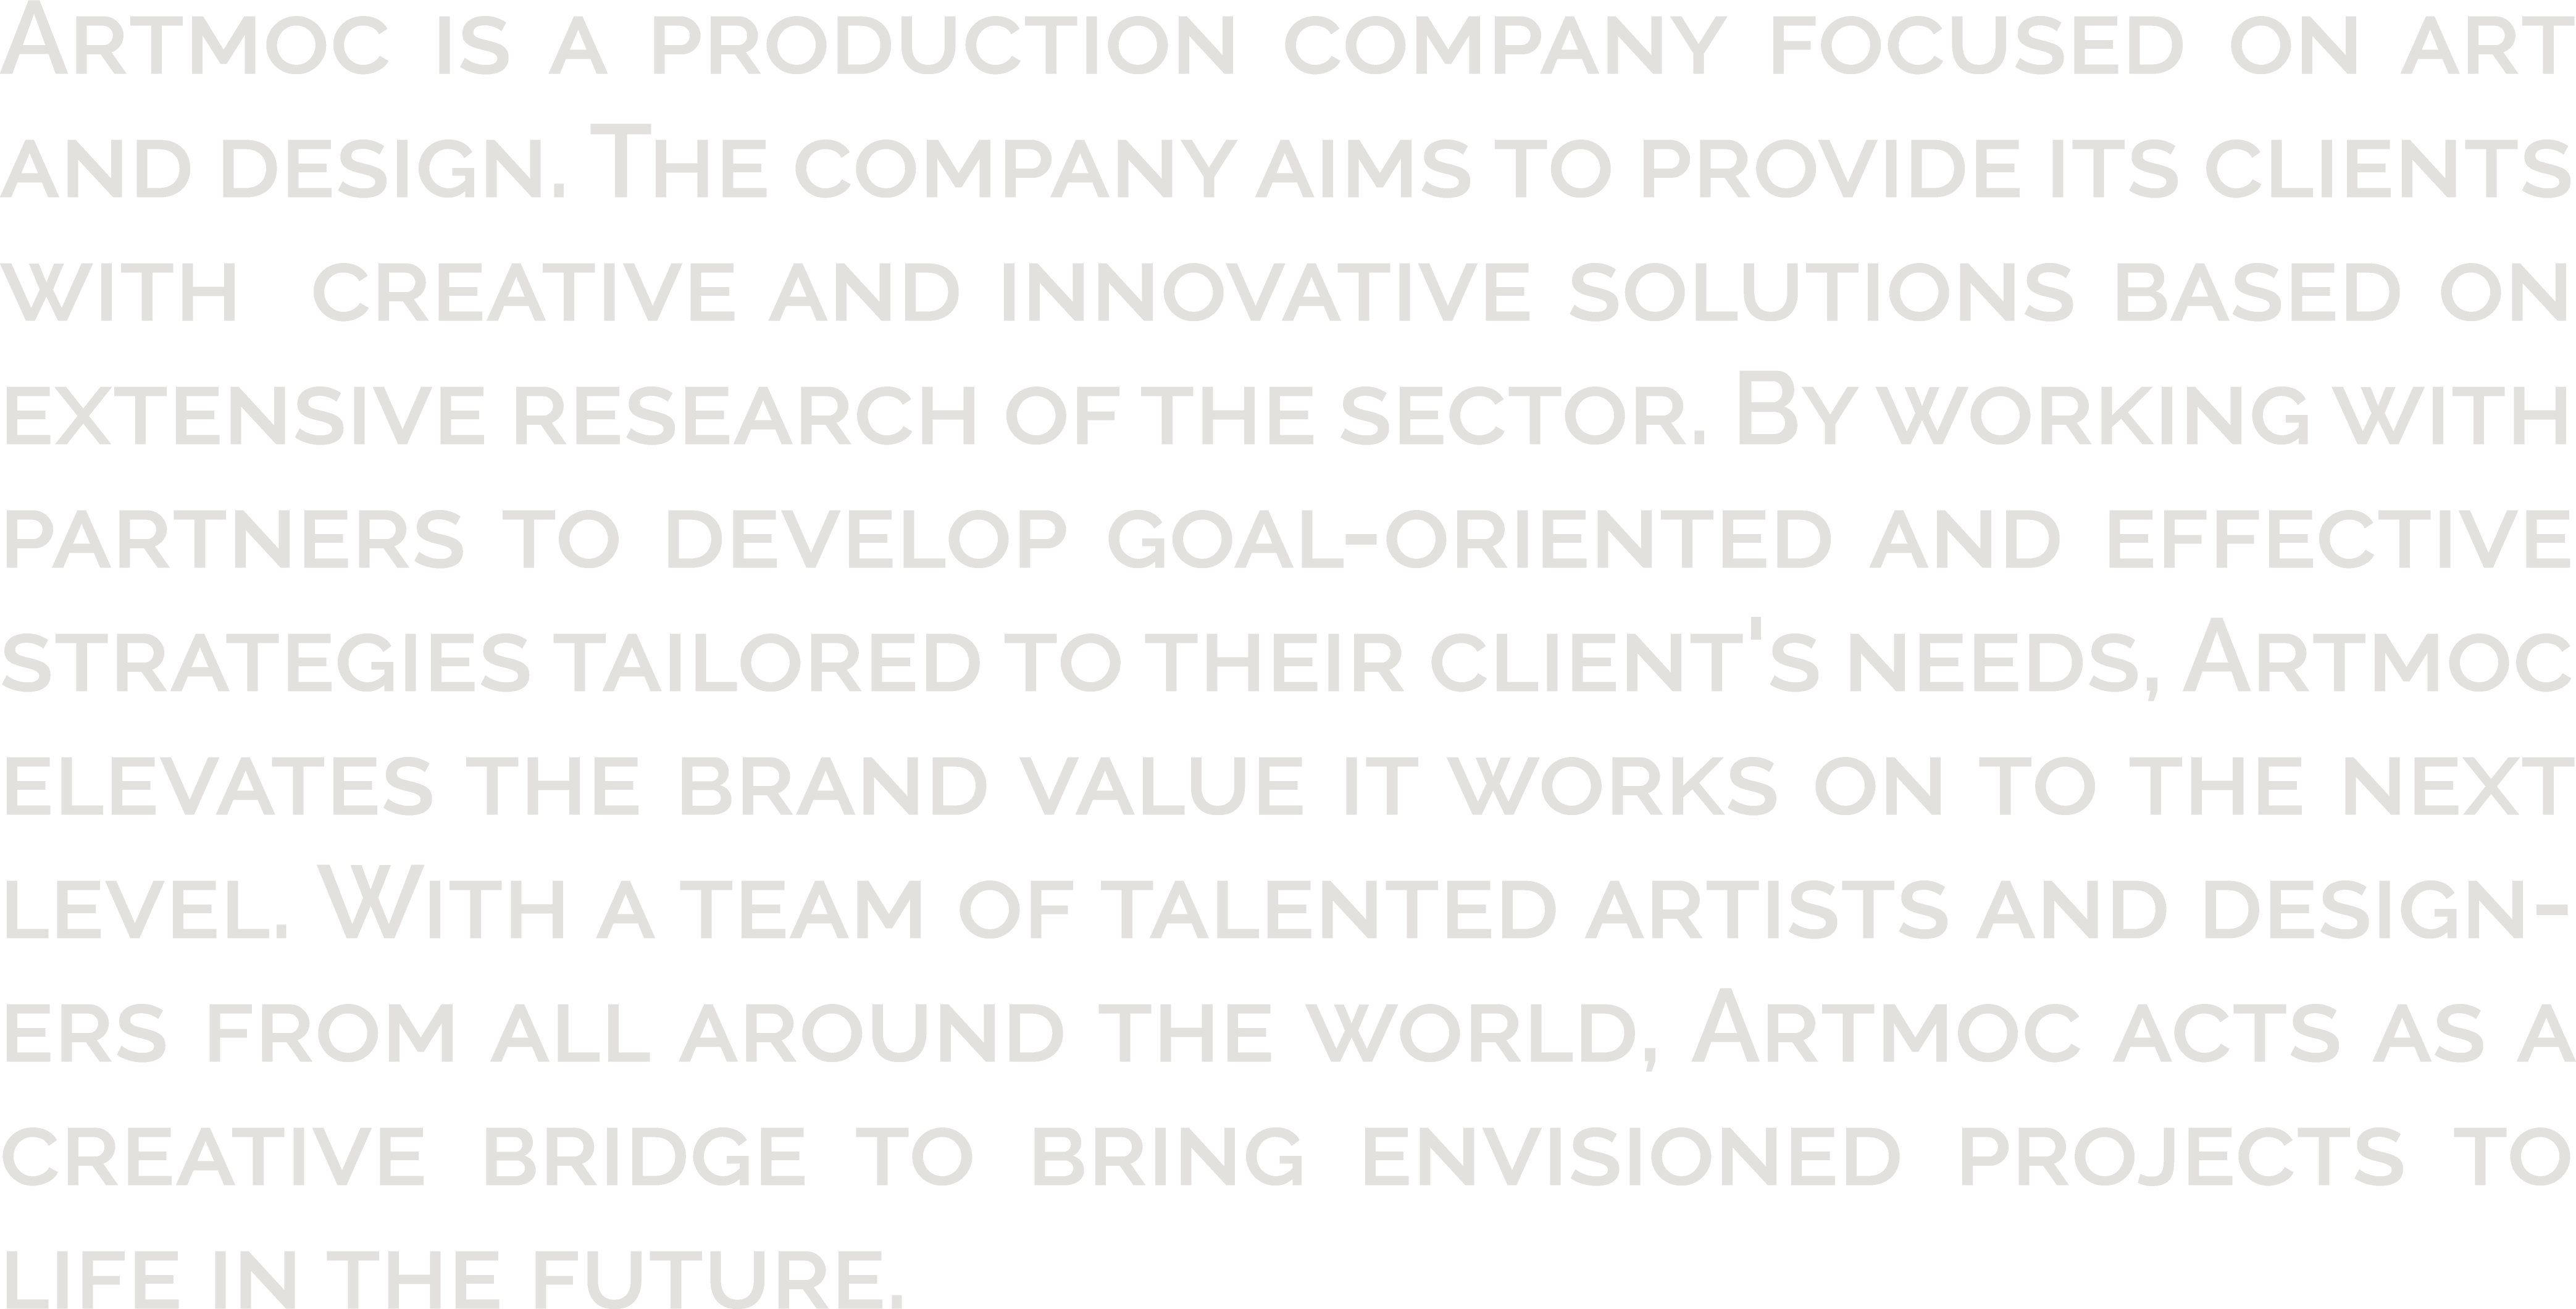 Artmoc is a production company focused on art
and design. The company aims to provide its clients
with creative and innovative solutions based on
extensive research of the sector. By working with
partners to develop goal-oriented and effective
strategies tailored to their client's needs, Artmoc
elevates the brand value it works on to the next
level. With a team of talented artists and design-
ers from all around the world, Artmoc acts as a
creative bridge to bring envisioned projects to
life in the future.